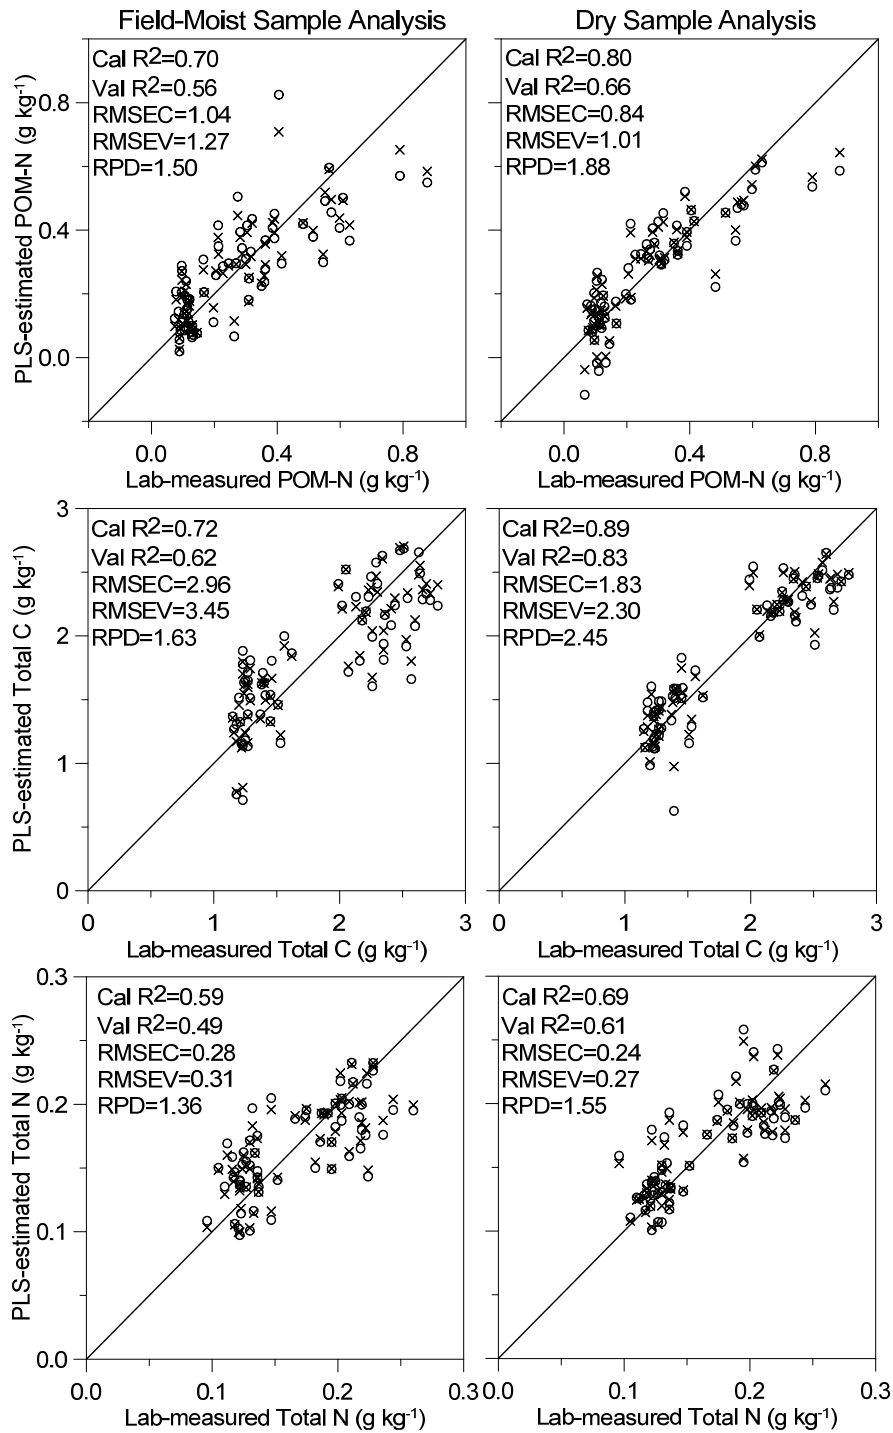 Field-Moist Sample Analysis
Dry Sample Analysis
Cal R²=0.70
Val R²=0.56
RMSEC=1.04
RMSEV=1.27
RPD=1.50
Cal R²=0.80
Val R²=0.66
RMSEC=0.84
RMSEV=1.01
RPD=1.88
PLS-estimated POM-N (g kg⁻¹)
0.8
0.4
0.0
0.0 0.4 0.8
0.0 0.4 0.8
Lab-measured POM-N (g kg⁻¹)
Lab-measured POM-N (g kg⁻¹)
Cal R²=0.72
Val R²=0.62
RMSEC=2.96
RMSEV=3.45
RPD=1.63
Cal R²=0.89
Val R²=0.83
RMSEC=1.83
RMSEV=2.30
RPD=2.45
PLS-estimated Total C (g kg⁻¹)
3
2
1
0
0 1 2 3
0 1 2 3
Lab-measured Total C (g kg⁻¹)
Lab-measured Total C (g kg⁻¹)
Cal R²=0.59
Val R²=0.49
RMSEC=0.28
RMSEV=0.31
RPD=1.36
Cal R²=0.69
Val R²=0.61
RMSEC=0.24
RMSEV=0.27
RPD=1.55
PLS-estimated Total N (g kg⁻¹)
0.3
0.2
0.1
0.0
0.0 0.1 0.2 0.3
0.0 0.1 0.2 0.3
Lab-measured Total N (g kg⁻¹)
Lab-measured Total N (g kg⁻¹)